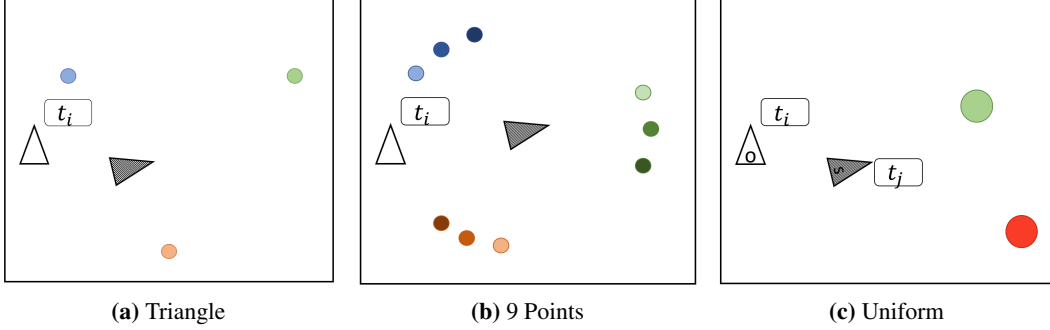 t_i
t_i
t_i
o
s
t_j
(a) Triangle
(b) 9 Points
(c) Uniform